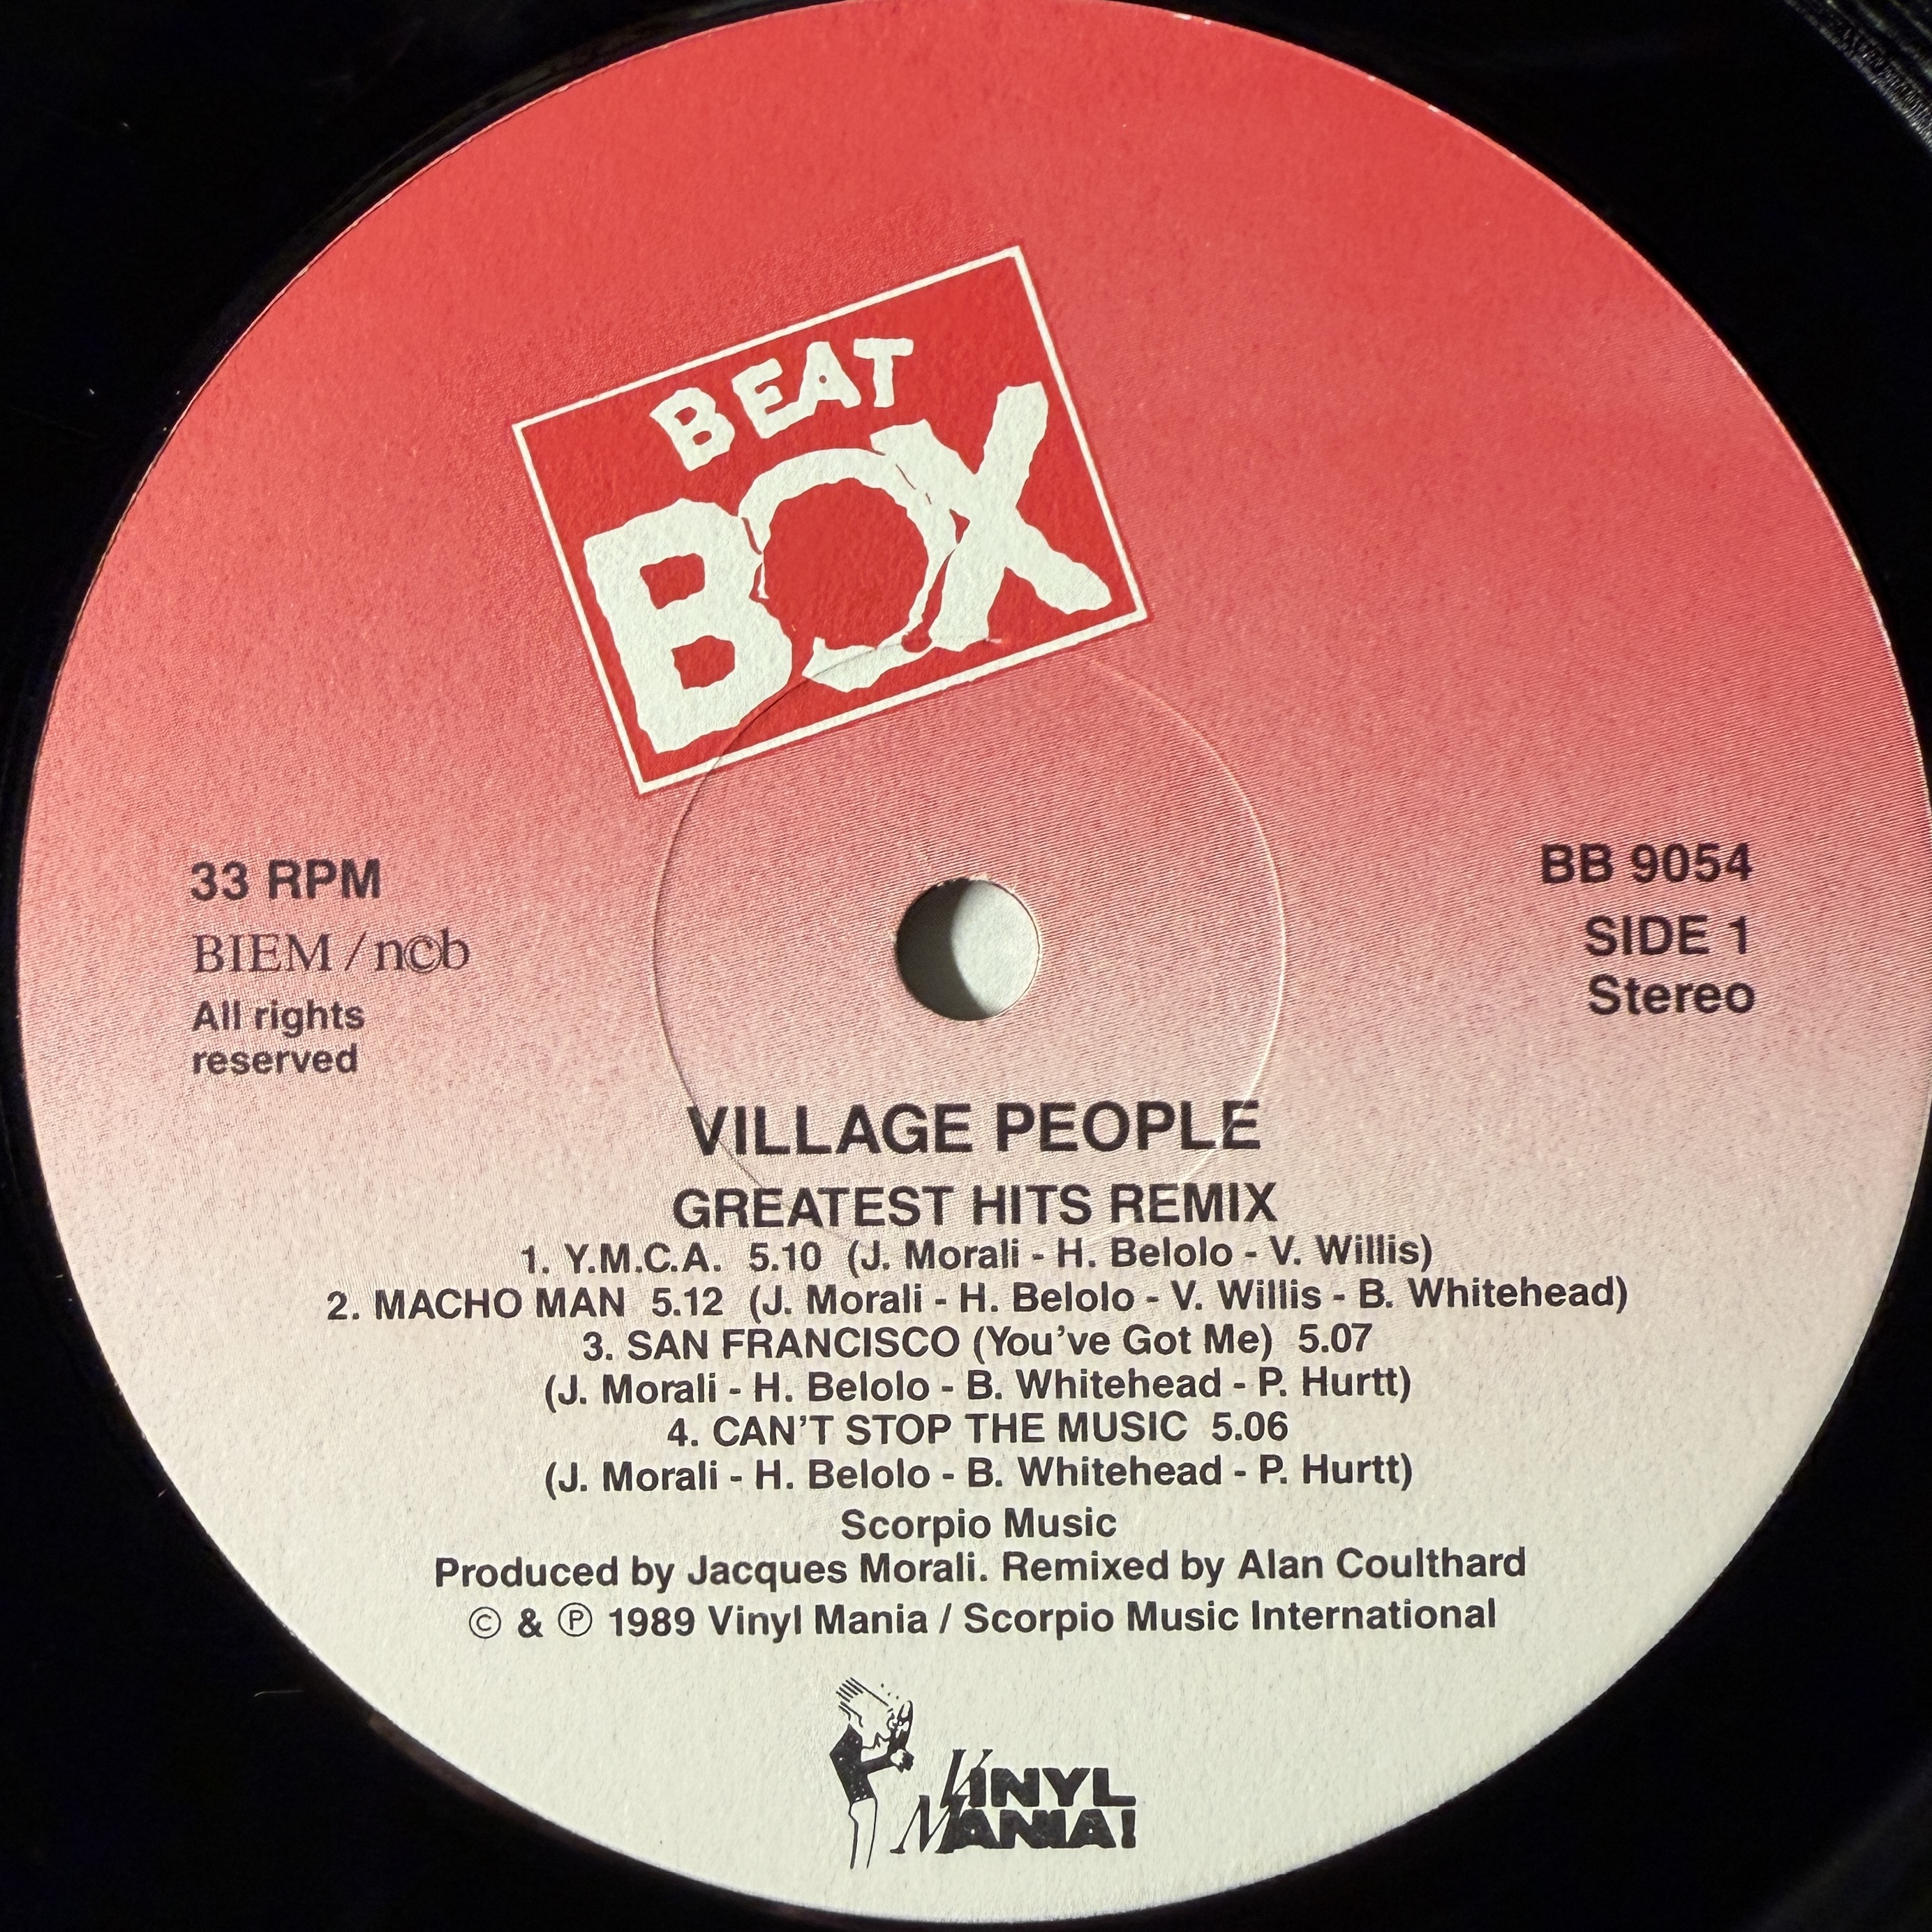 BEAT
BOX
33 RPM
BIEM / n©b
All rights
reserved
BB 9054
SIDE 1
Stereo
VILLAGE PEOPLE
GREATEST HITS REMIX
1. Y.M.C.A. 5.10 (J. Morali - H. Belolo - V. Willis)
2. MACHO MAN 5.12 (J. Morali - H. Belolo - V. Willis - B. Whitehead)
3. SAN FRANCISCO (You've Got Me) 5.07
(J. Morali - H. Belolo - B. Whitehead - P. Hurtt)
4. CAN'T STOP THE MUSIC 5.06
(J. Morali - H. Belolo - B. Whitehead - P. Hurtt)
Scorpio Music
Produced by Jacques Morali. Remixed by Alan Coulthard
© & ℗ 1989 Vinyl Mania / Scorpio Music International
VINYL
MANIA!